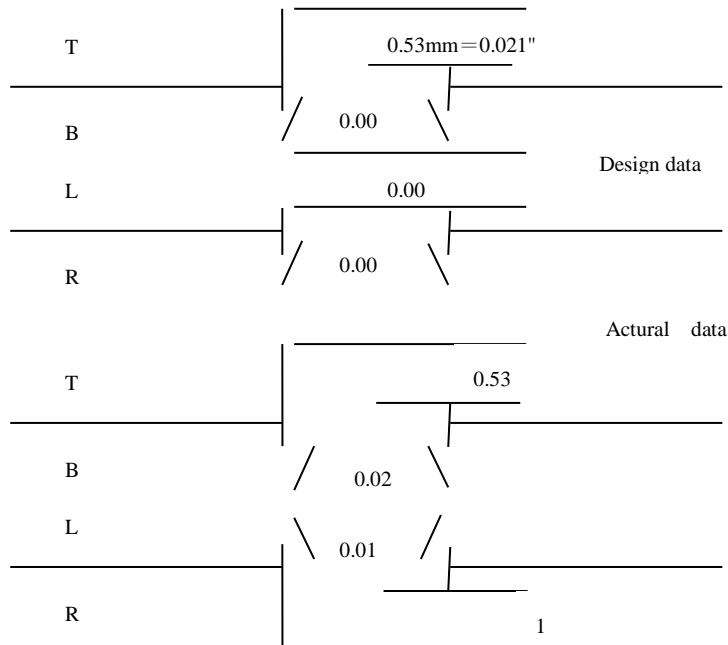 T
0.53mm＝0.021"
B
0.00
Design data
L
0.00
R
0.00
Actural data
T
0.53
B
0.02
L
0.01
R
1